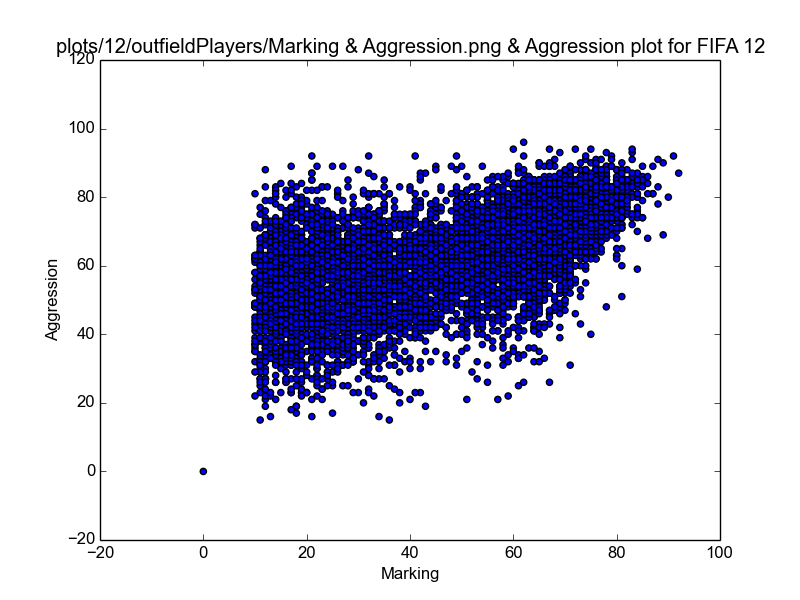 plots/12/outfieldPlayers/Marking & Aggression.png & Aggression plot for FIFA 12
120
100
80
60
40
20
0
−20
Aggression
−20 0 20 40 60 80 100
Marking